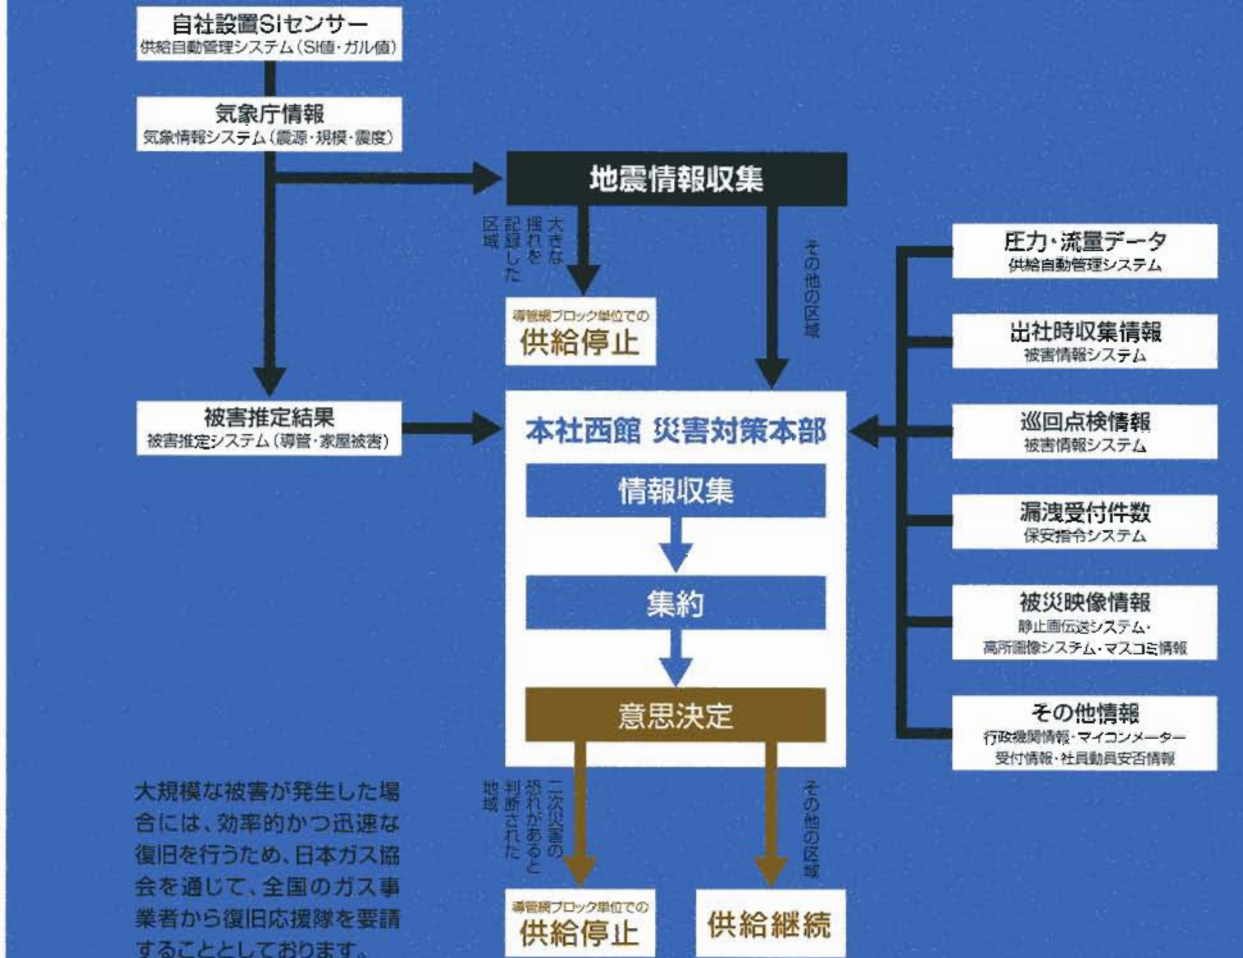 自社設置SIセンサー
供給自動管理システム(SI値・ガル値)
気象庁情報
気象情報システム(震源・規模・震度)
地震情報収集
大きな
揺れを
記録した
区域
その他の区域
導管網ブロック単位での
供給停止
被害推定結果
被害推定システム(導管・家屋被害)
本社西館 災害対策本部
情報収集
集約
意思決定
圧力・流量データ
供給自動管理システム
出社時収集情報
被害情報システム
巡回点検情報
被害情報システム
漏洩受付件数
保安指令システム
被災映像情報
静止画伝送システム・
高所画像システム・マスコミ情報
その他情報
行政機関情報・マイコンメーター
受付情報・社員動員安否情報
二次災害の
恐れがあると
判断された
地域
その他の区域
導管網ブロック単位での
供給停止
供給継続
大規模な被害が発生した場
合には、効率的かつ迅速な
復旧を行うため、日本ガス協
会を通じて、全国のガス事
業者から復旧応援隊を要請
することとしております。